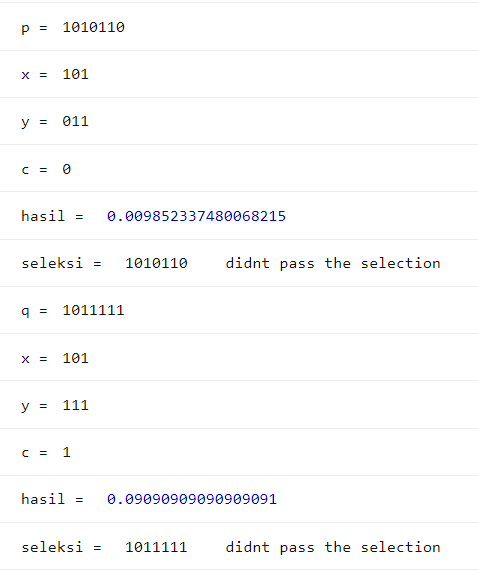 p = 1010110
x = 101
y = 011
c = 0
hasil = 0.009852337480068215
seleksi = 1010110 didnt pass the selection
q = 1011111
x = 101
y = 111
c = 1
hasil = 0.09090909090909091
seleksi = 1011111 didnt pass the selection